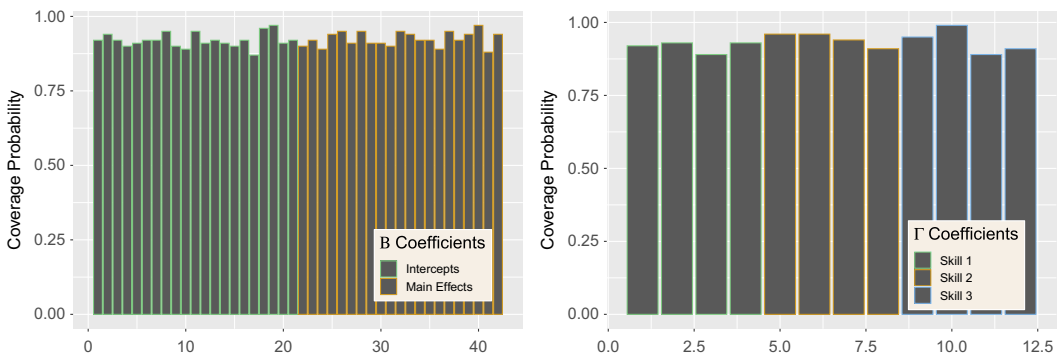 Coverage Probability
1.00
0.75
0.50
0.25
0.00
0
10
20
30
40
Β Coefficients
Intercepts
Main Effects
Coverage Probability
1.00
0.75
0.50
0.25
0.00
0.0
2.5
5.0
7.5
10.0
12.5
Γ Coefficients
Skill 1
Skill 2
Skill 3